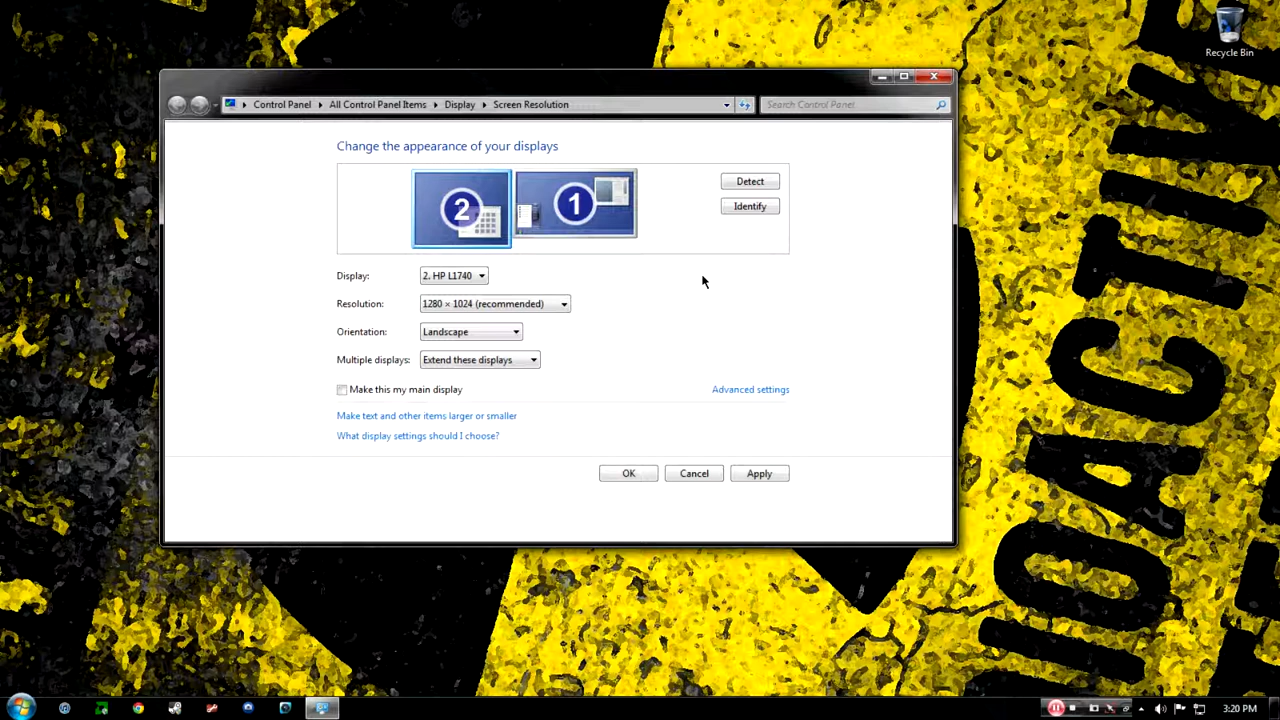 Recycle Bin
Control Panel All Control Panel Items Display Screen Resolution
Search Control Panel
Change the appearance of your displays
2 1
Detect
Identify
Display: 2. HP L1740
Resolution: 1280 × 1024 (recommended)
Orientation: Landscape
Multiple displays: Extend these displays
Make this my main display
Advanced settings
Make text and other items larger or smaller
What display settings should I choose?
OK Cancel Apply
3:20 PM